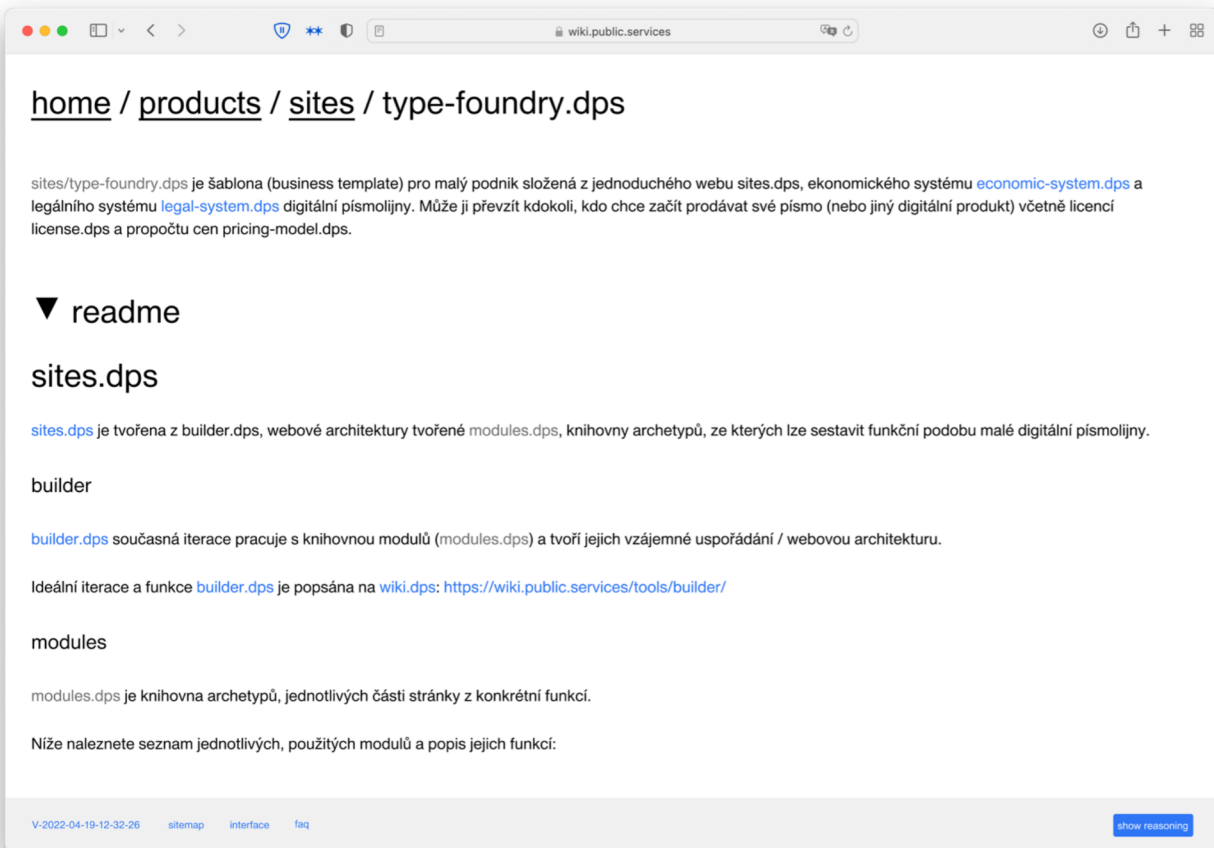 wiki.public.services
home / products / sites / type-foundry.dps
sites/type-foundry.dps je šablona (business template) pro malý podnik složená z jednoduchého webu sites.dps, ekonomického systému economic-system.dps a
legálního systému legal-system.dps digitální písmolijny. Může ji převzít kdokoli, kdo chce začít prodávat své písmo (nebo jiný digitální produkt) včetně licencí
license.dps a propočtu cen pricing-model.dps.
▼ readme
sites.dps
sites.dps je tvořena z builder.dps, webové architektury tvořené modules.dps, knihovny archetypů, ze kterých lze sestavit funkční podobu malé digitální písmolijny.
builder
builder.dps současná iterace pracuje s knihovnou modulů (modules.dps) a tvoří jejich vzájemné uspořádání / webovou architekturu.
Ideální iterace a funkce builder.dps je popsána na wiki.dps: https://wiki.public.services/tools/builder/
modules
modules.dps je knihovna archetypů, jednotlivých části stránky z konkrétní funkcí.
Níže naleznete seznam jednotlivých, použitých modulů a popis jejich funkcí:
V-2022-04-19-12-32-26 sitemap interface faq show reasoning